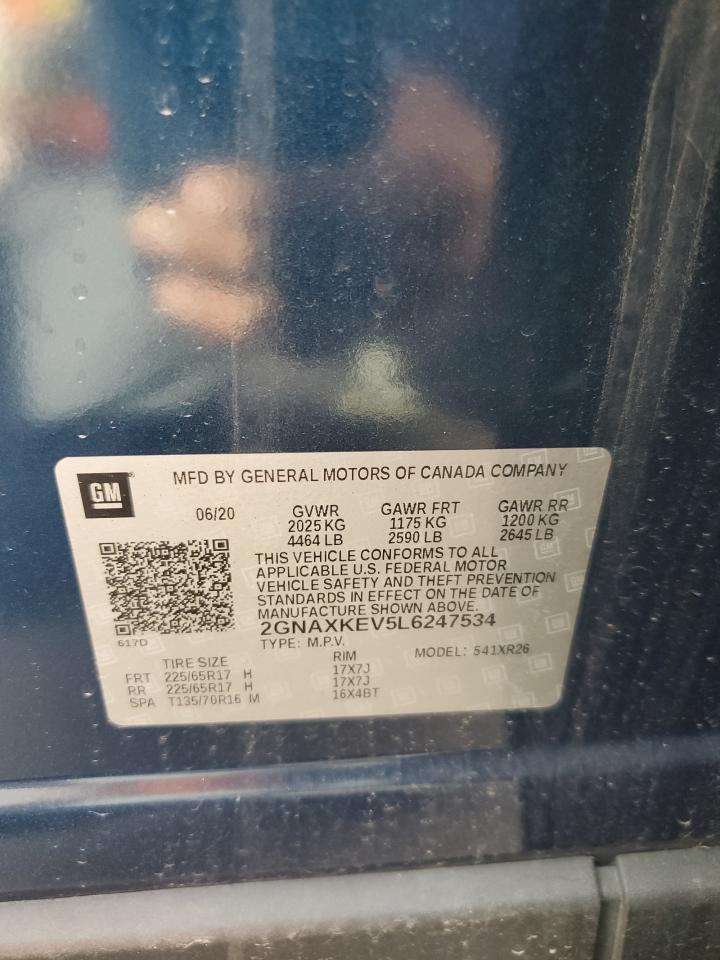 GM
MFD BY GENERAL MOTORS OF CANADA COMPANY
06/20 GVWR GAWR FRT GAWR RR
2025 KG 1175 KG 1200 KG
4464 LB 2590 LB 2645 LB
THIS VEHICLE CONFORMS TO ALL
APPLICABLE U.S. FEDERAL MOTOR
VEHICLE SAFETY AND THEFT PREVENTION
STANDARDS IN EFFECT ON THE DATE OF
MANUFACTURE SHOWN ABOVE.
2GNAXKEV5L6247534
617D TYPE: M.P.V. MODEL: 541XR26
TIRE SIZE RIM
FRT 225/65R17 H 17X7J
RR 225/65R17 H 17X7J
SPA T135/70R16 M 16X4BT